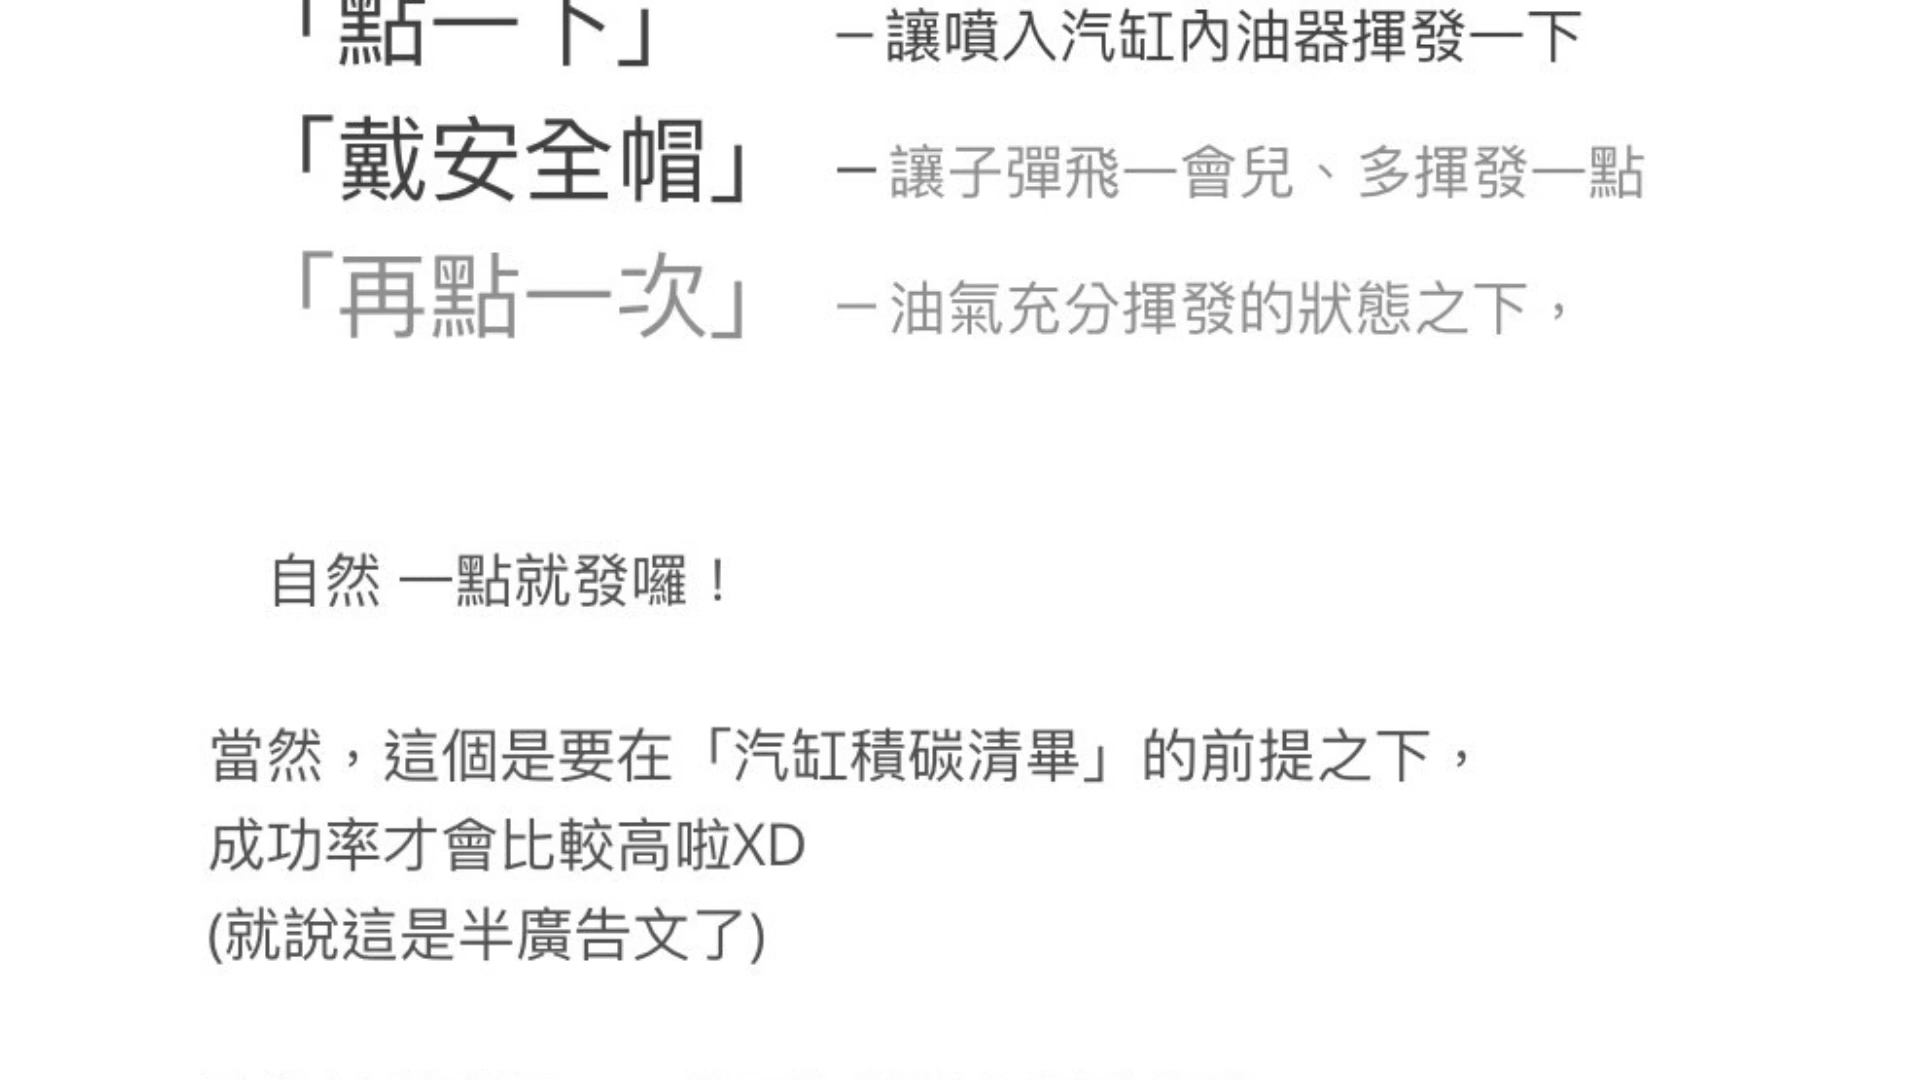 「點一下」 – 讓噴入汽缸內油器揮發一下
「戴安全帽」 – 讓子彈飛一會兒、多揮發一點
「再點一次」 – 油氣充分揮發的狀態之下，
自然 一點就發囉！
當然，這個是要在「汽缸積碳清畢」的前提之下，
成功率才會比較高啦XD
(就說這是半廣告文了)